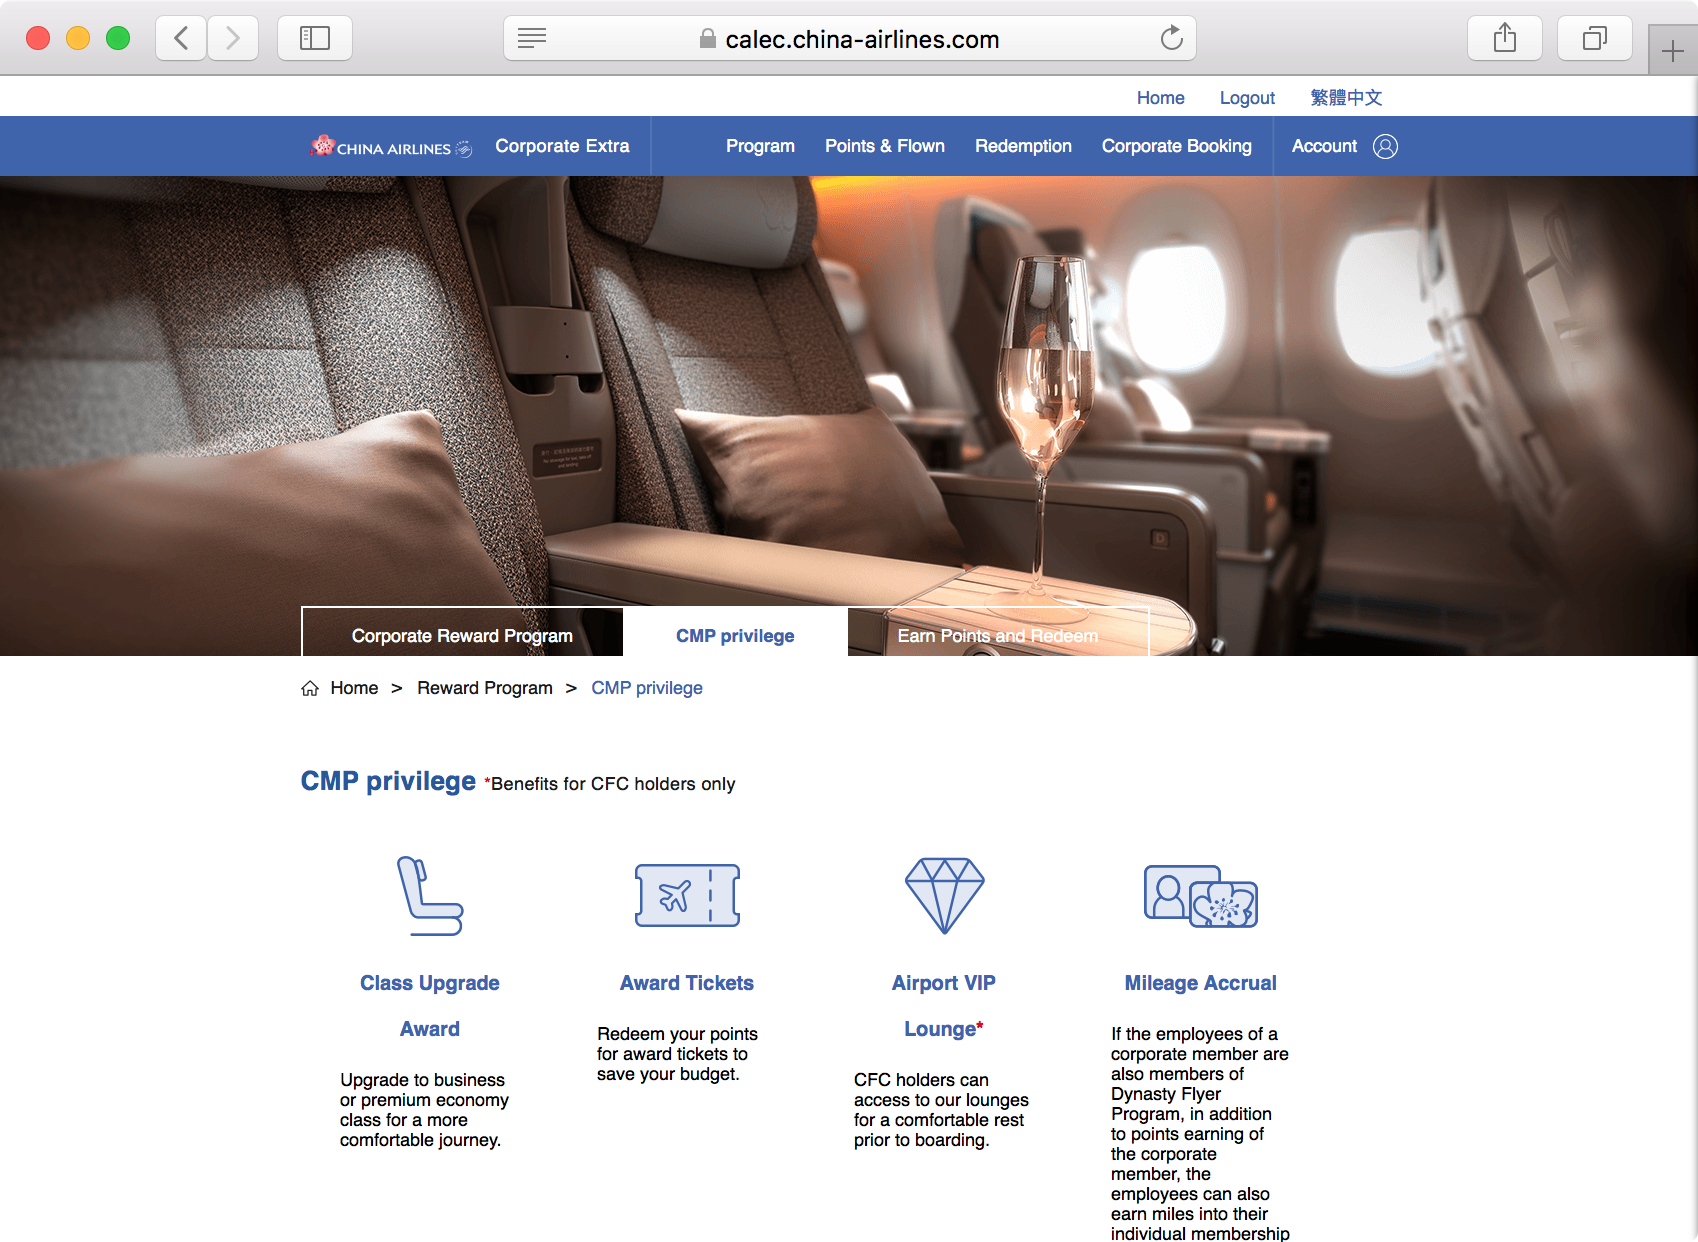 calec.china-airlines.com
Home Logout 繁體中文
CHINA AIRLINES Corporate Extra Program Points & Flown Redemption Corporate Booking Account
D
Corporate Reward Program CMP privilege Earn Points and Redeem
Home > Reward Program > CMP privilege
CMP privilege *Benefits for CFC holders only
Class Upgrade
Award
Upgrade to business
or premium economy
class for a more
comfortable journey.
Award Tickets
Redeem your points
for award tickets to
save your budget.
Airport VIP
Lounge*
CFC holders can
access to our lounges
for a comfortable rest
prior to boarding.
Mileage Accrual
If the employees of a
corporate member are
also members of
Dynasty Flyer
Program, in addition
to points earning of
the corporate
member, the
employees can also
earn miles into their
individual membership